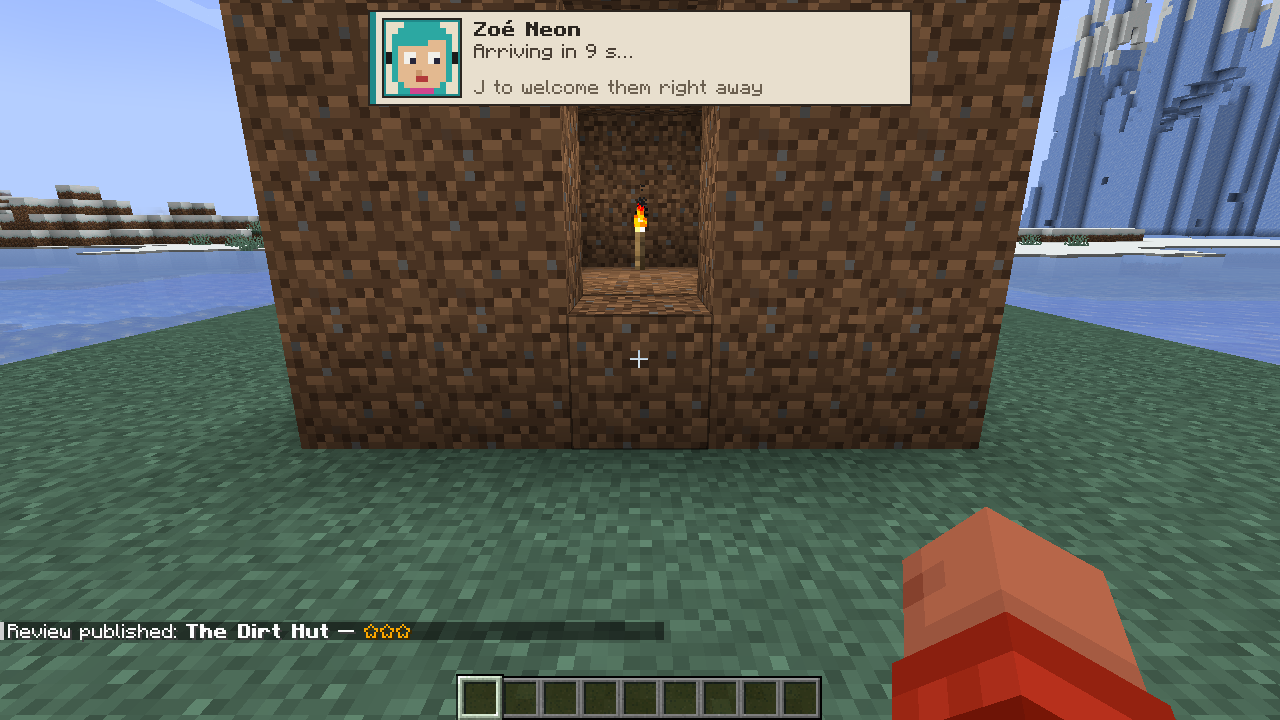 Zoé Neon
Arriving in 9 s...
J to welcome them right away
Review published: The Dirt Hut — ☆☆☆